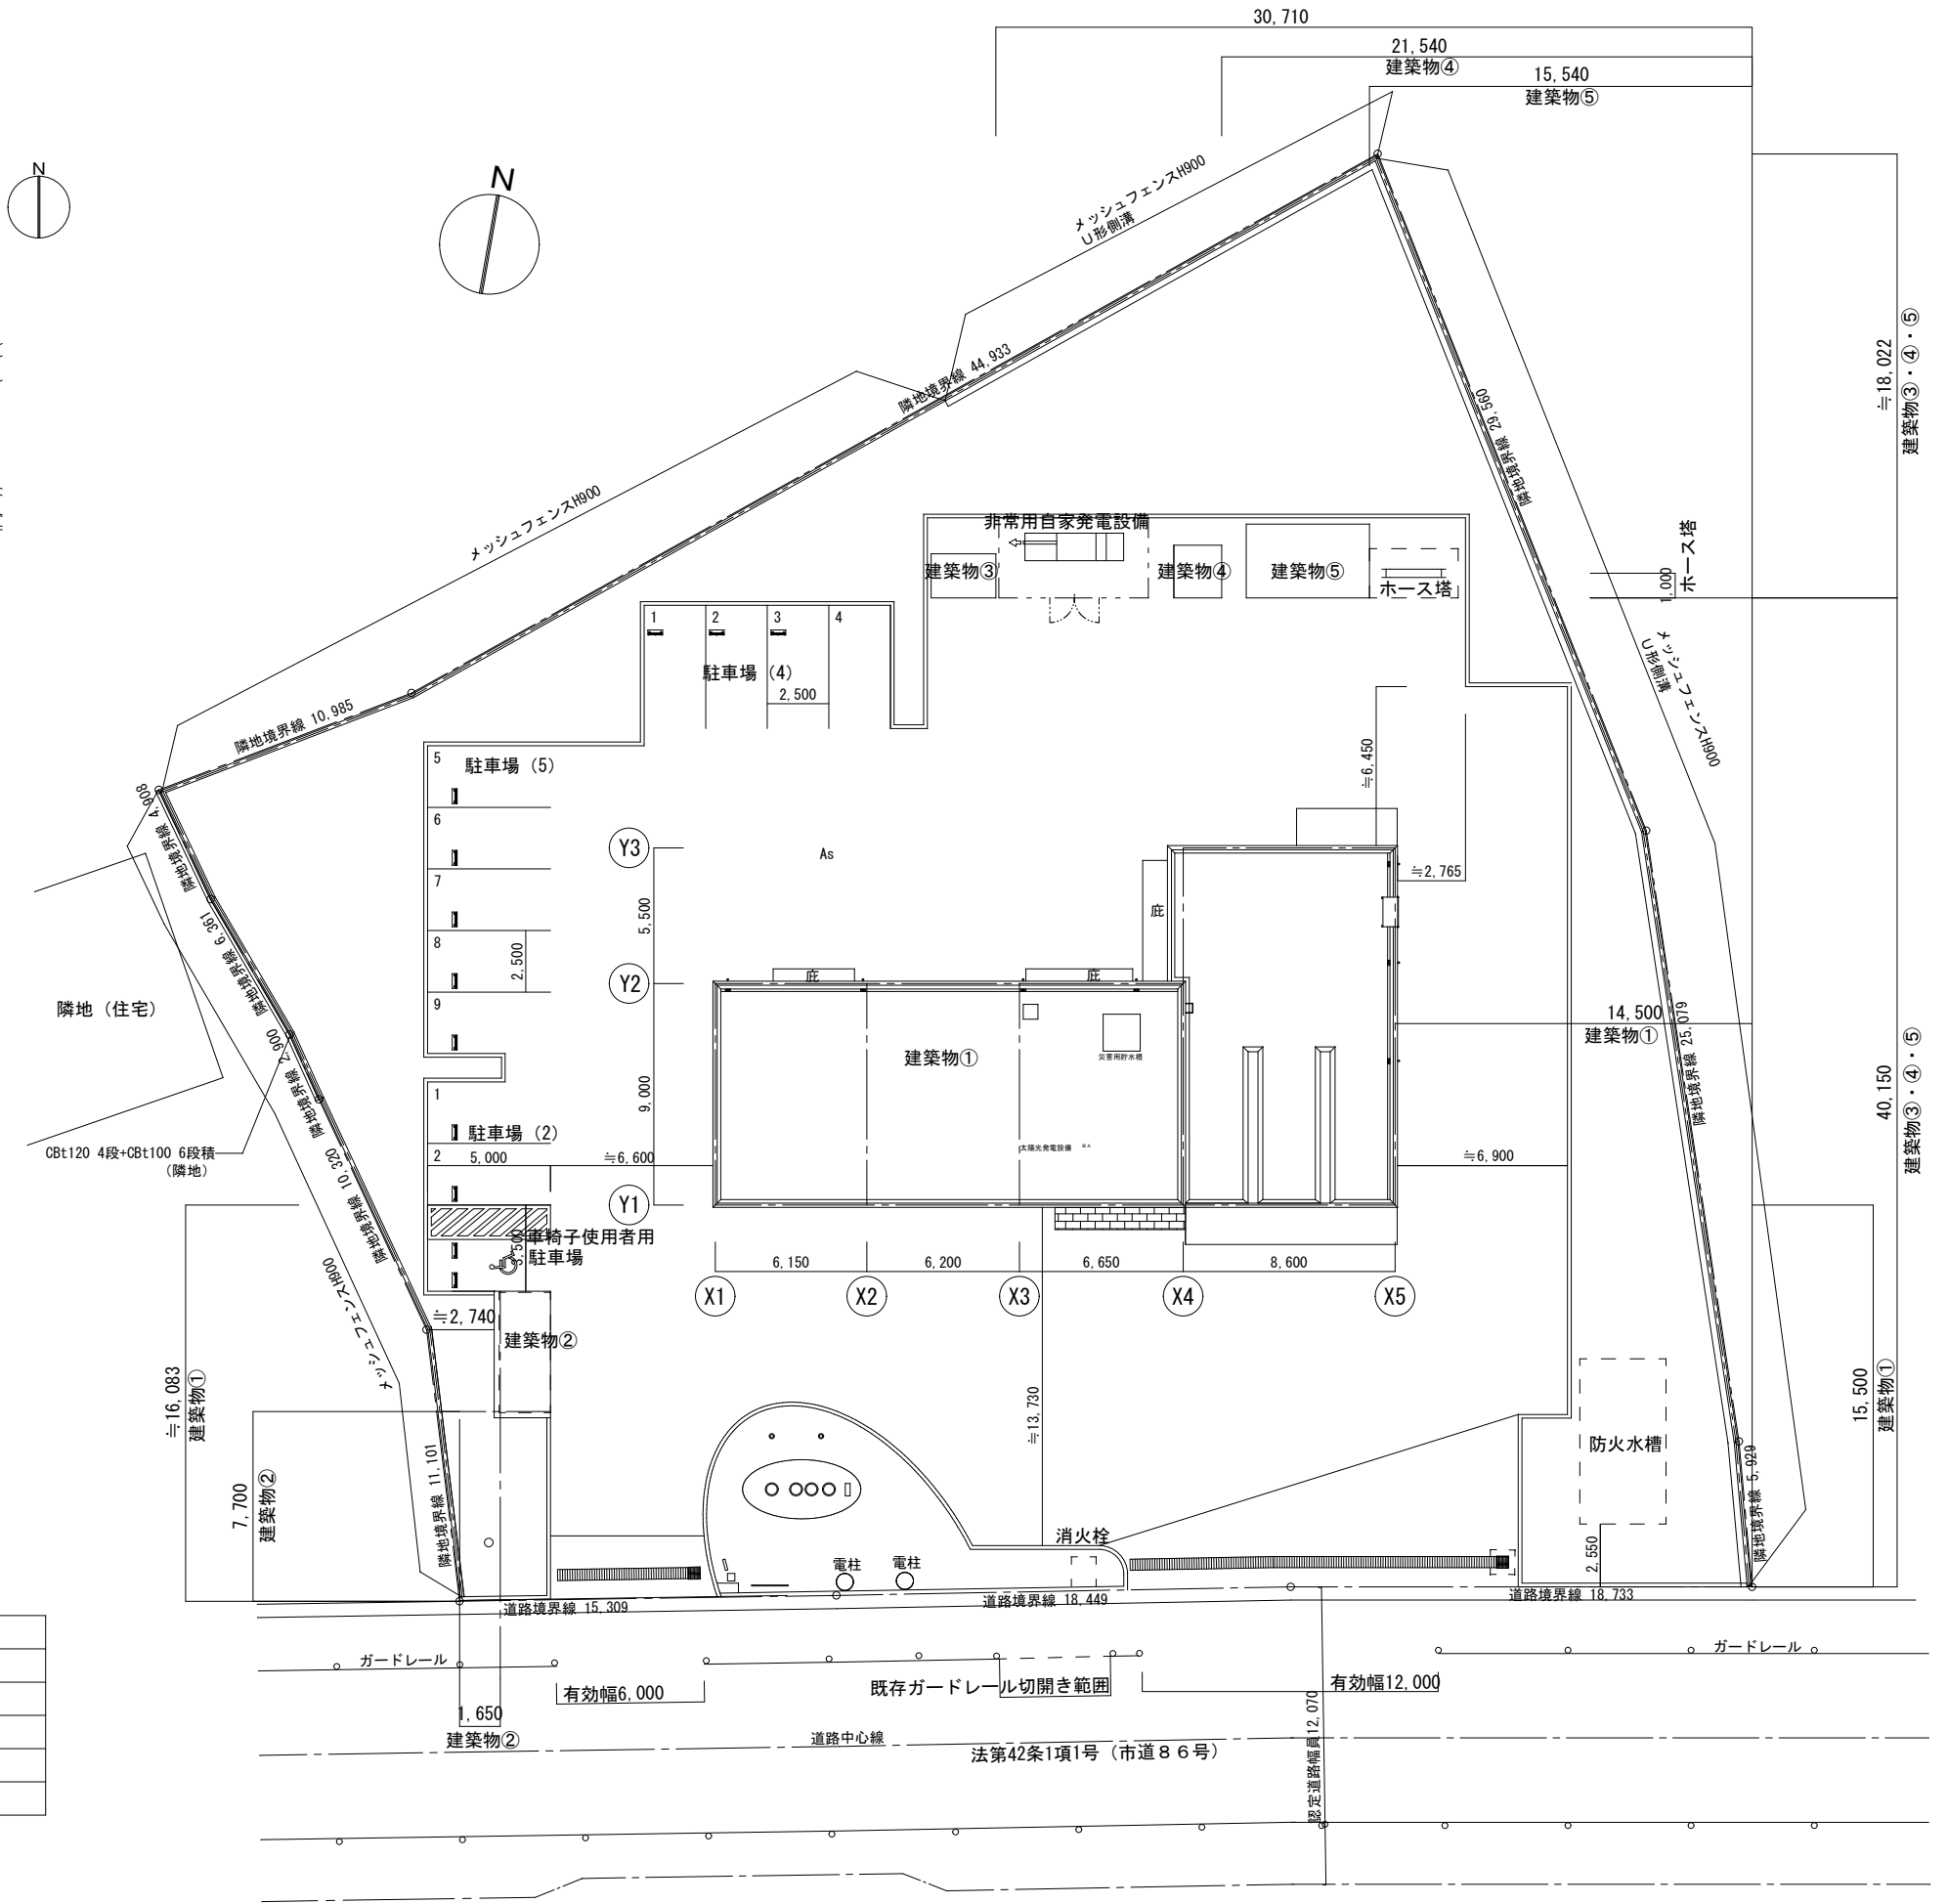 30,710
21,540
建築物④
15,540
建築物⑤
N
N
メッシュフェンスH900
U形側溝
隣地境界線 44,933
メッシュフェンスH900
隣地境界線 29,560
≒18,022
建築物③・④・⑤
非常用自家発電設備
建築物③
建築物④
建築物⑤
ホース塔
1,000
ホース塔
メッシュフェンスH900
U形側溝
1
2
3
4
駐車場（4）
2,500
隣地境界線 10,985
5
駐車場（5）
6
7
8
9
2,500
≒6,450
≒2,765
隣地境界線 4,908
隣地境界線 6,361
隣地境界線 2,900
隣地境界線 10,320
隣地（住宅）
CBt120 4段+CBt100 6段積
（隣地）
Y3
As
5,500
庇
Y2
庇
庇
9,000
建築物①
災害用貯水槽
太陽光発電設備
14,500
建築物①
隣地境界線 25,079
40,150
建築物③・④・⑤
1
駐車場（2）
2
5,000
≒6,600
≒6,900
Y1
3,500
車椅子使用者用
駐車場
6,150
6,200
6,650
8,600
X1
X2
X3
X4
X5
メッシュフェンスH900
≒2,740
建築物②
≒16,083
建築物①
7,700
建築物②
隣地境界線 11,101
≒13,730
15,500
建築物①
防火水槽
2,550
隣地境界線 5,929
消火栓
電柱
電柱
道路境界線 15,309
道路境界線 18,449
道路境界線 18,733
ガードレール
ガードレール
有効幅6,000
既存ガードレール切開き範囲
有効幅12,000
1,650
建築物②
道路中心線
法第42条1項1号（市道８６号）
認定道路幅員12,070